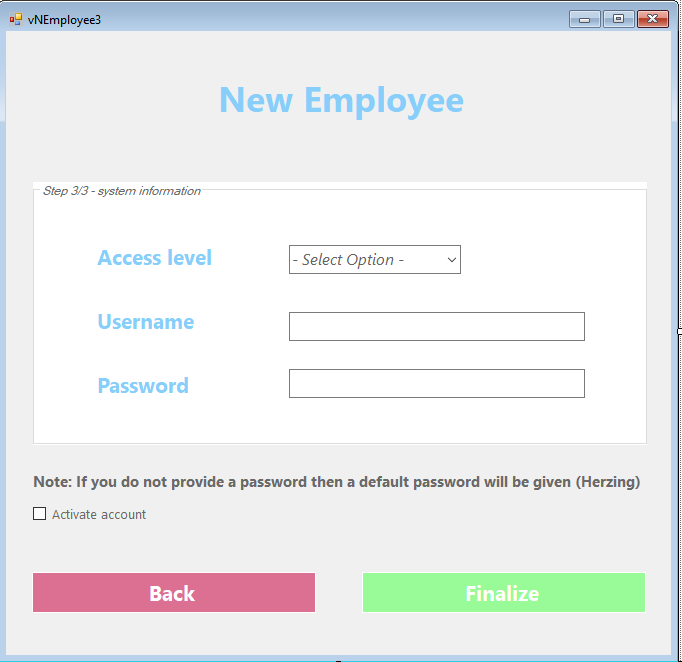 vNEmployee3
New Employee
Step 3/3 - system information
Access level
- Select Option -
Username
Password
Note: If you do not provide a password then a default password will be given (Herzing)
Activate account
Back
Finalize